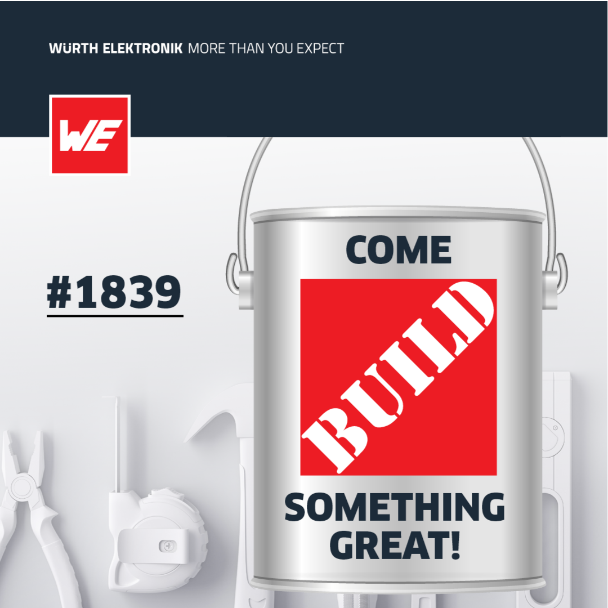 WÜRTH ELEKTRONIK MORE THAN YOU EXPECT
WE
COME
#1839
BUILD
SOMETHING
GREAT!